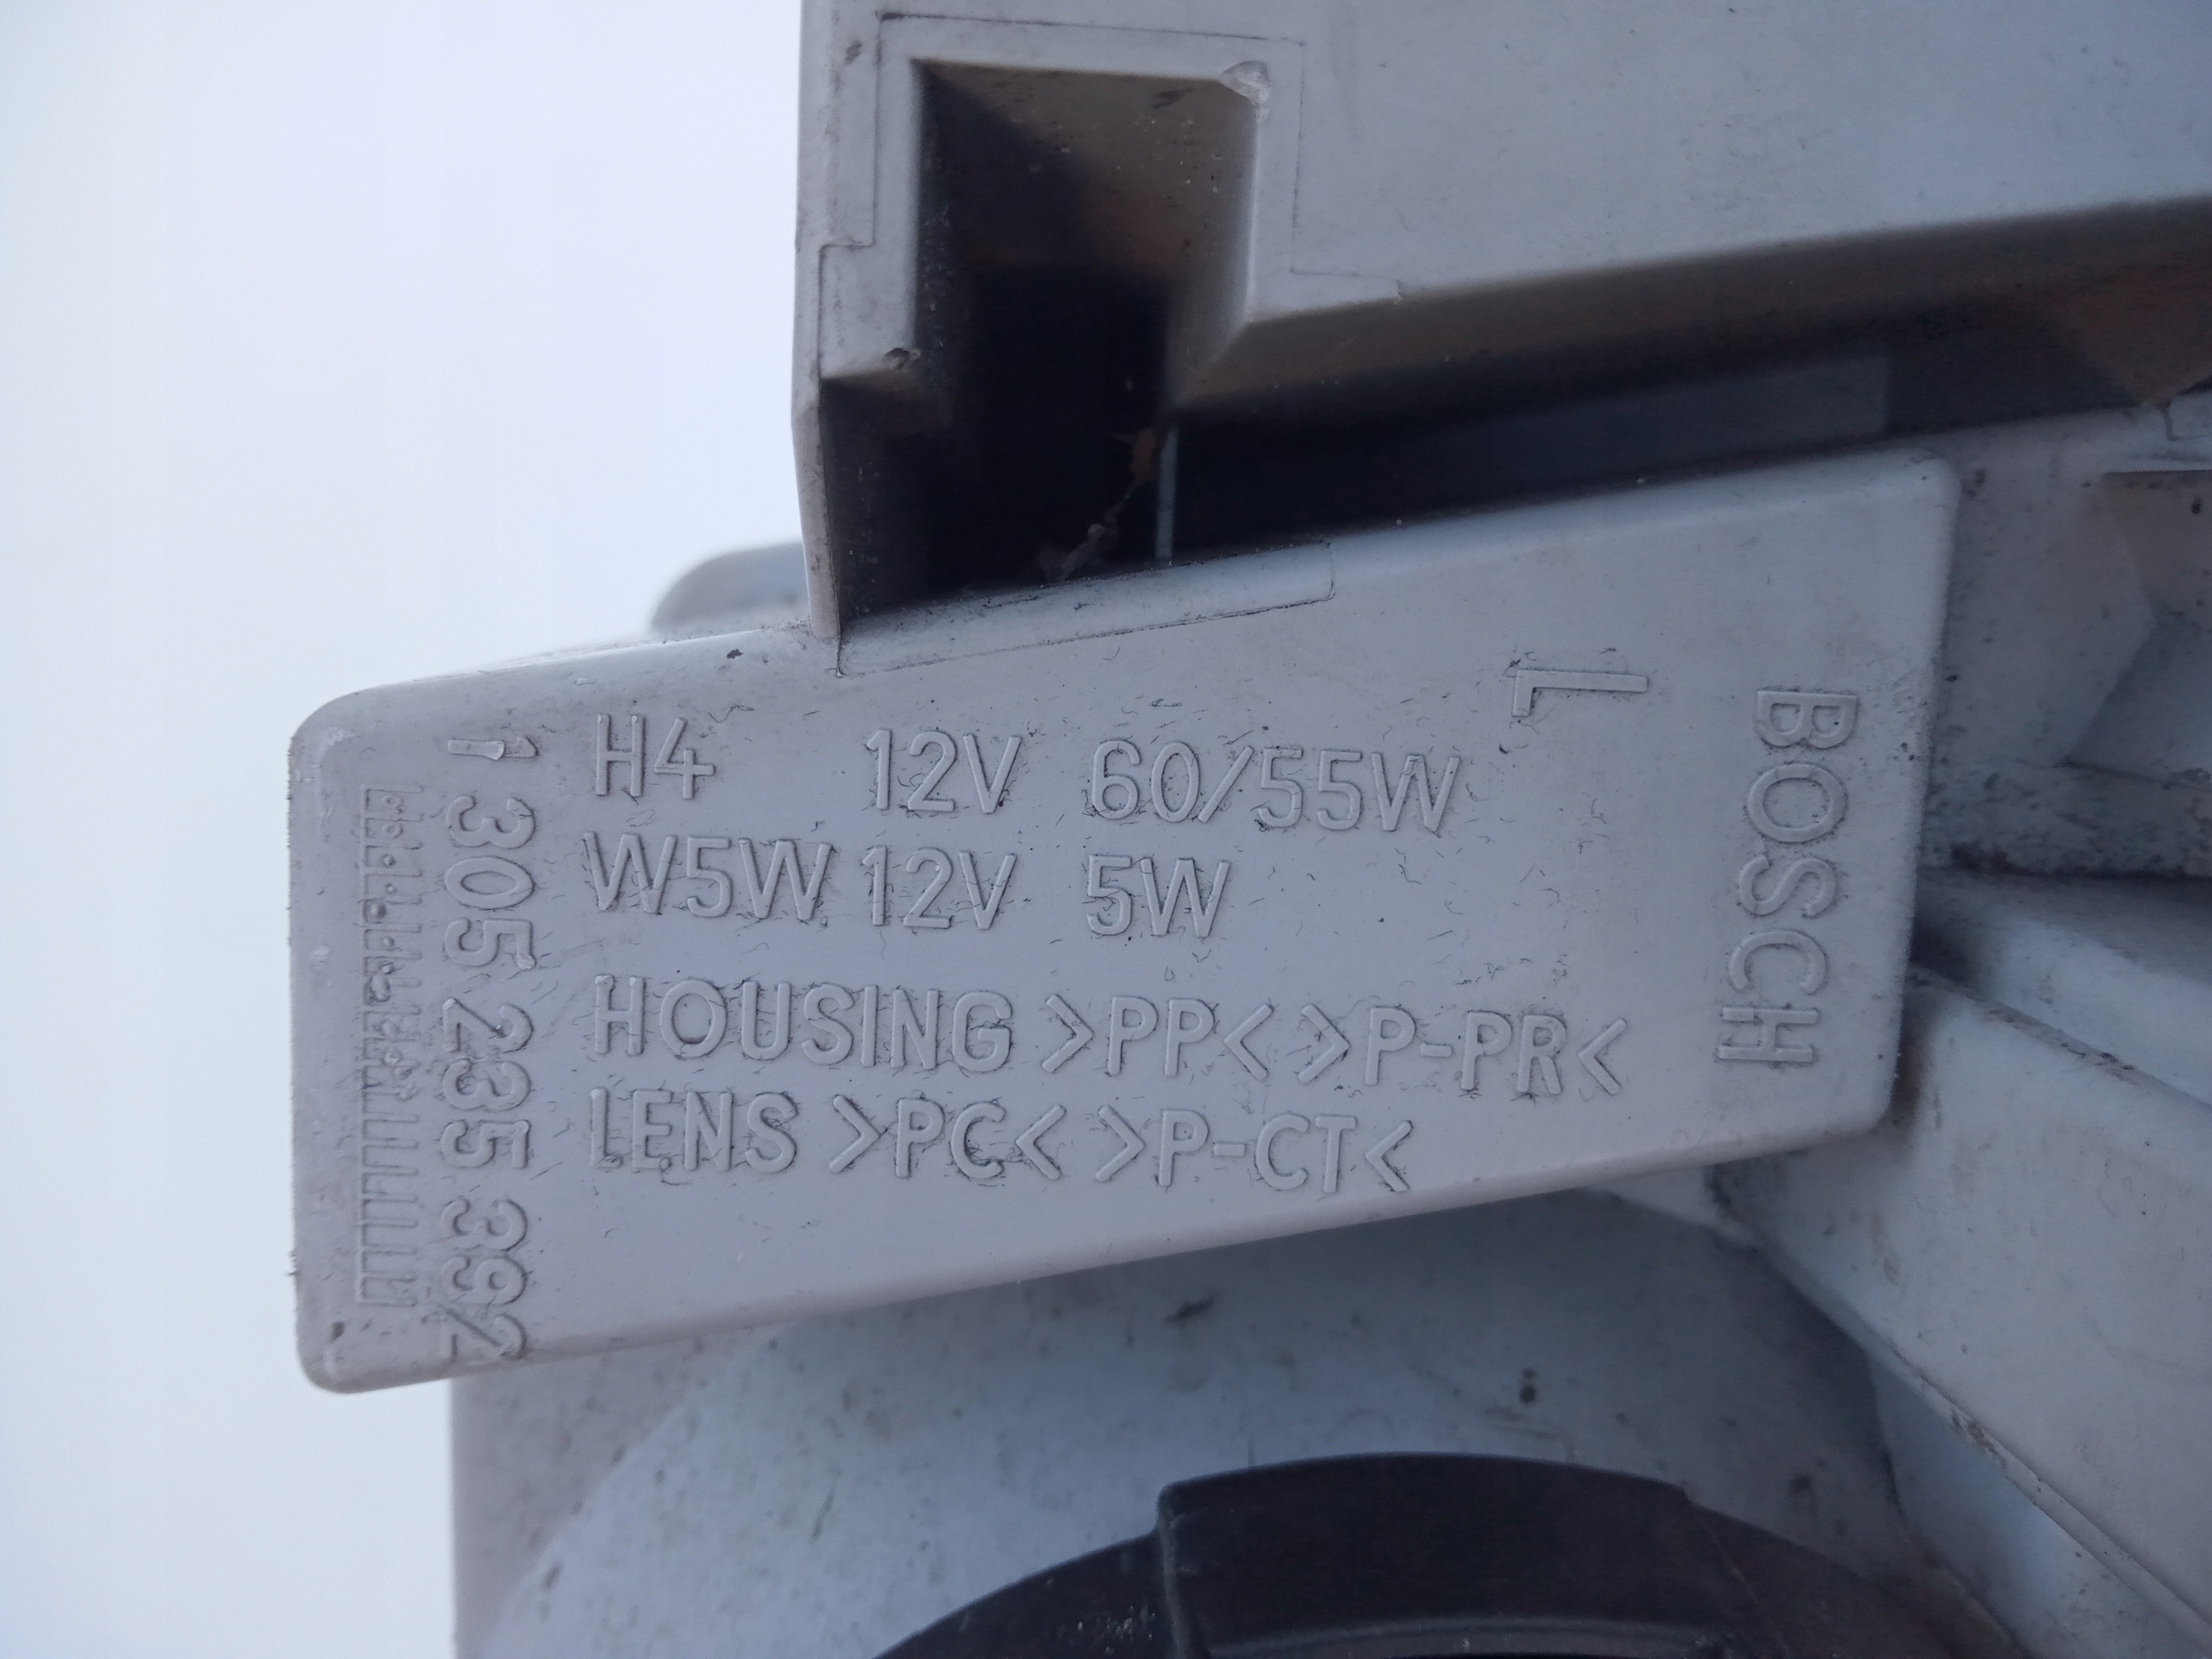 H4 12V 60/55W
W5W 12V 5W
HOUSING >PP< >P-PR<
LENS >PC< >P-CT<
1 305 235 392
L
BOSCH